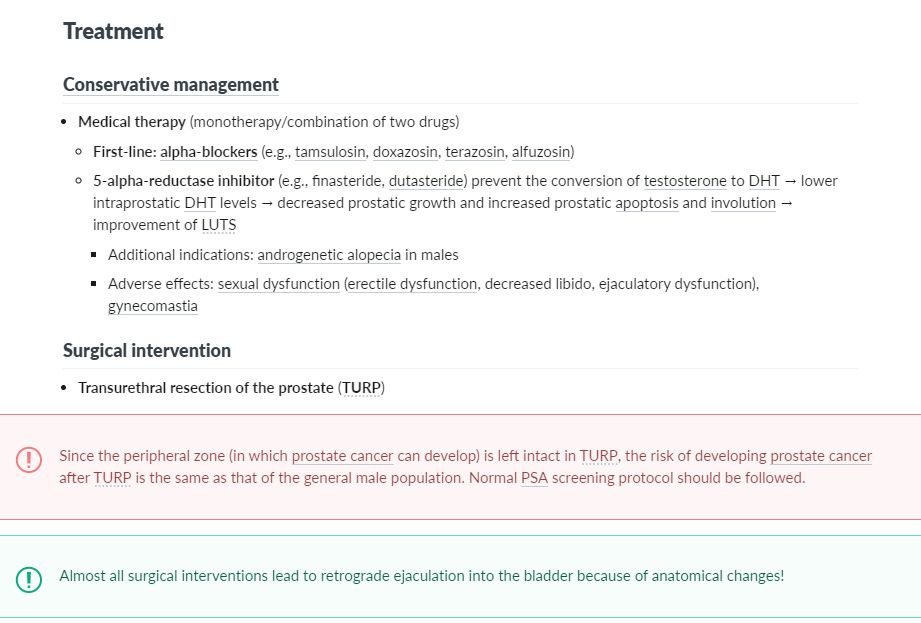 Treatment
Conservative management
• Medical therapy (monotherapy/combination of two drugs)
◦ First-line: alpha-blockers (e.g., tamsulosin, doxazosin, terazosin, alfuzosin)
◦ 5-alpha-reductase inhibitor (e.g., finasteride, dutasteride) prevent the conversion of testosterone to DHT → lower
intraprostatic DHT levels → decreased prostatic growth and increased prostatic apoptosis and involution →
improvement of LUTS
▪ Additional indications: androgenetic alopecia in males
▪ Adverse effects: sexual dysfunction (erectile dysfunction, decreased libido, ejaculatory dysfunction),
gynecomastia
Surgical intervention
• Transurethral resection of the prostate (TURP)
Since the peripheral zone (in which prostate cancer can develop) is left intact in TURP, the risk of developing prostate cancer
after TURP is the same as that of the general male population. Normal PSA screening protocol should be followed.
Almost all surgical interventions lead to retrograde ejaculation into the bladder because of anatomical changes!